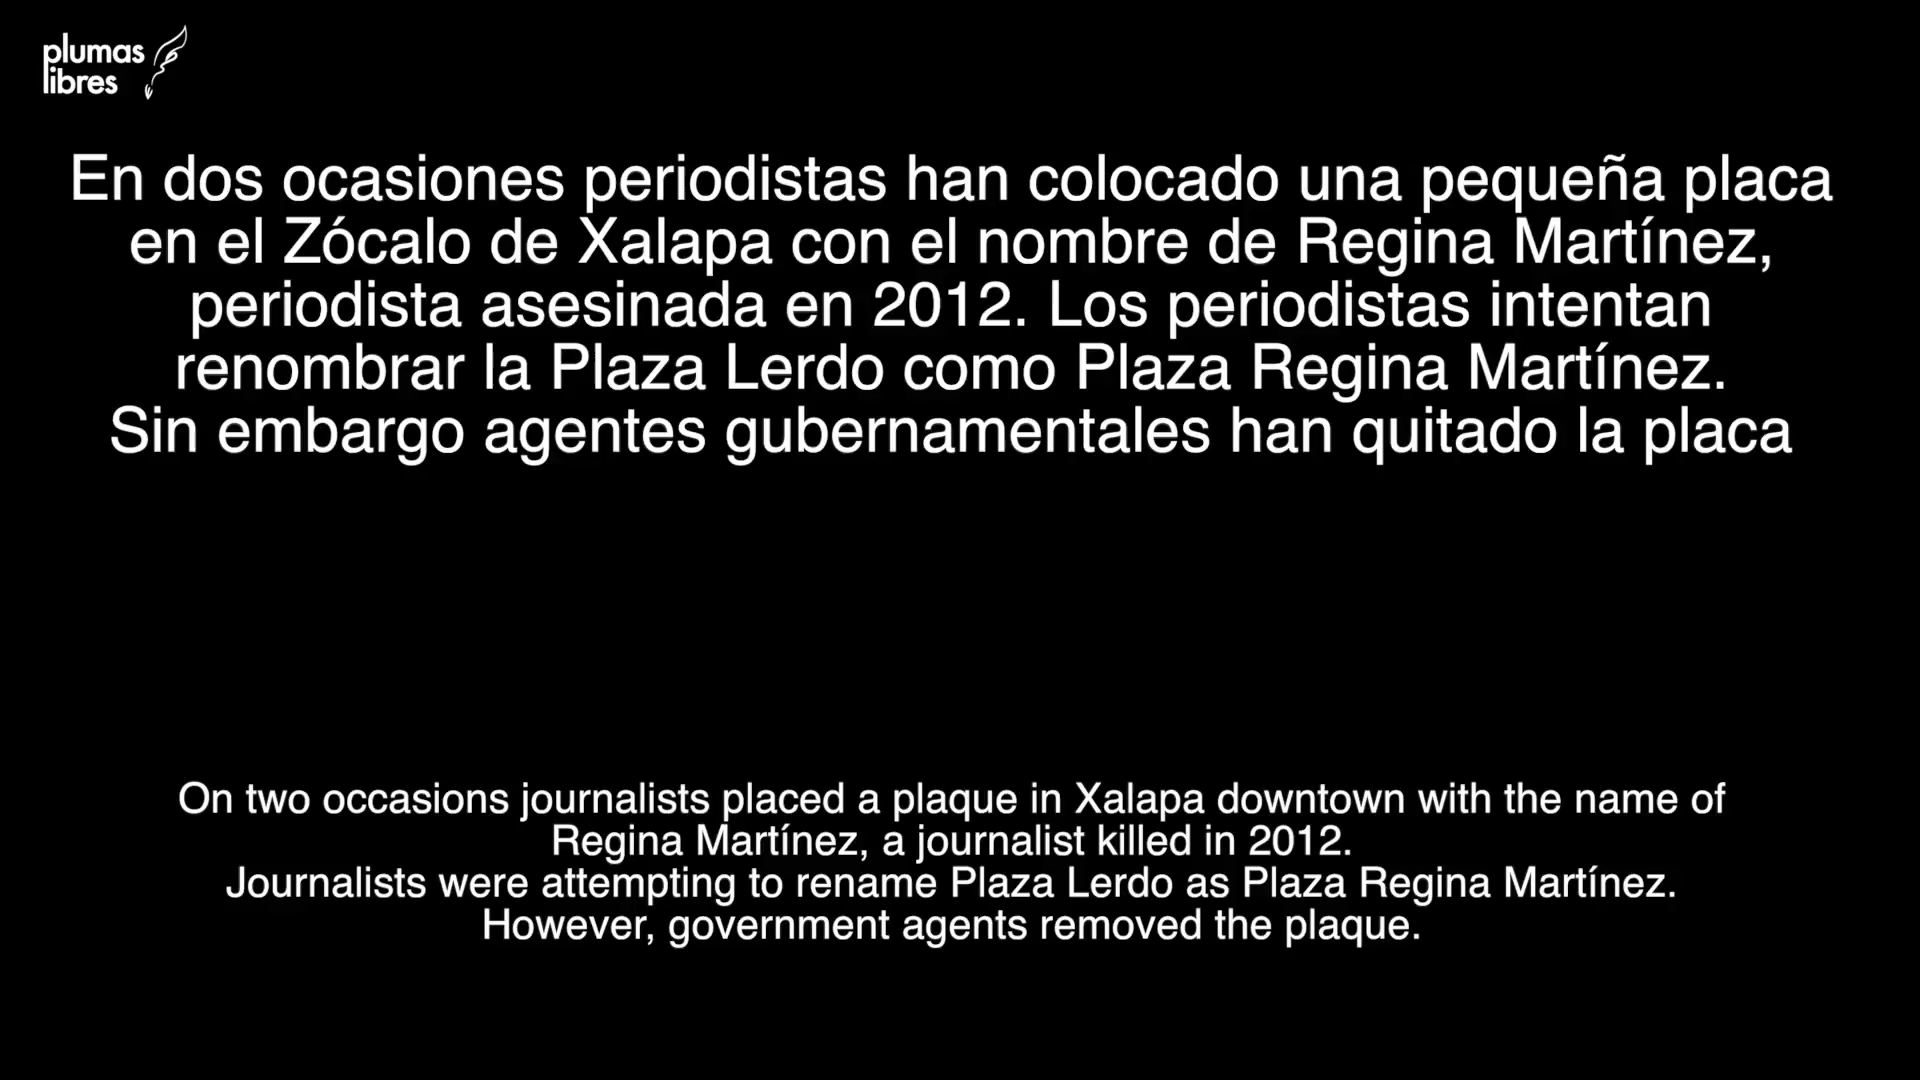 plumas
libres
En dos ocasiones periodistas han colocado una pequeña placa
en el Zócalo de Xalapa con el nombre de Regina Martínez,
periodista asesinada en 2012. Los periodistas intentan
renombrar la Plaza Lerdo como Plaza Regina Martínez.
Sin embargo agentes gubernamentales han quitado la placa
On two occasions journalists placed a plaque in Xalapa downtown with the name of
Regina Martínez, a journalist killed in 2012.
Journalists were attempting to rename Plaza Lerdo as Plaza Regina Martínez.
However, government agents removed the plaque.